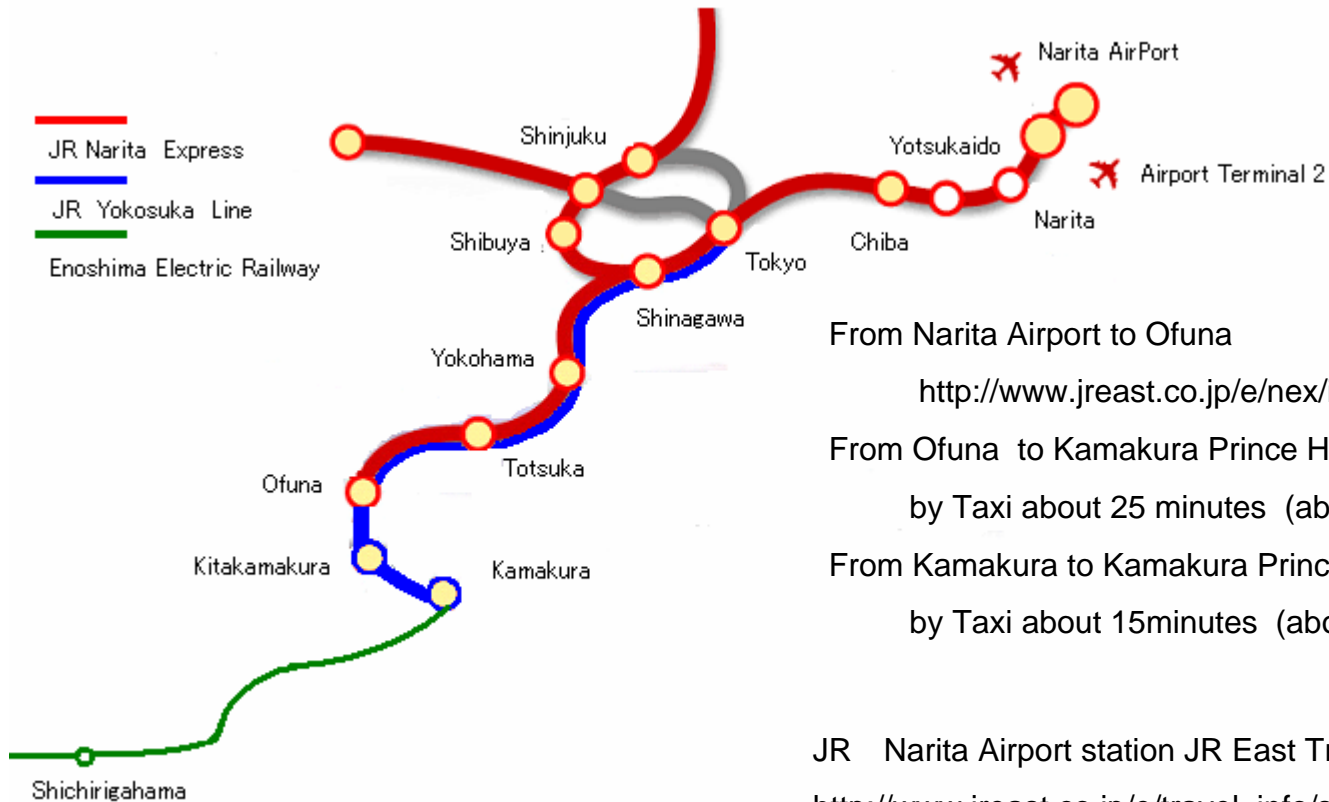 Narita AirPort
Shinjuku
Yotsukaido
JR Narita Express
Airport Terminal 2
JR Yokosuka Line
Narita
Shibuya
Chiba
Tokyo
Enoshima Electric Railway
Shinagawa
Yokohama
Totsuka
Ofuna
Kitakamakura
Kamakura
Shichirigahama
From Narita Airport to Ofuna
http://www.jreast.co.jp/e/nex/
From Ofuna to Kamakura Prince H
by Taxi about 25 minutes (ab
From Kamakura to Kamakura Princ
by Taxi about 15minutes (abo
JR Narita Airport station JR East Tr